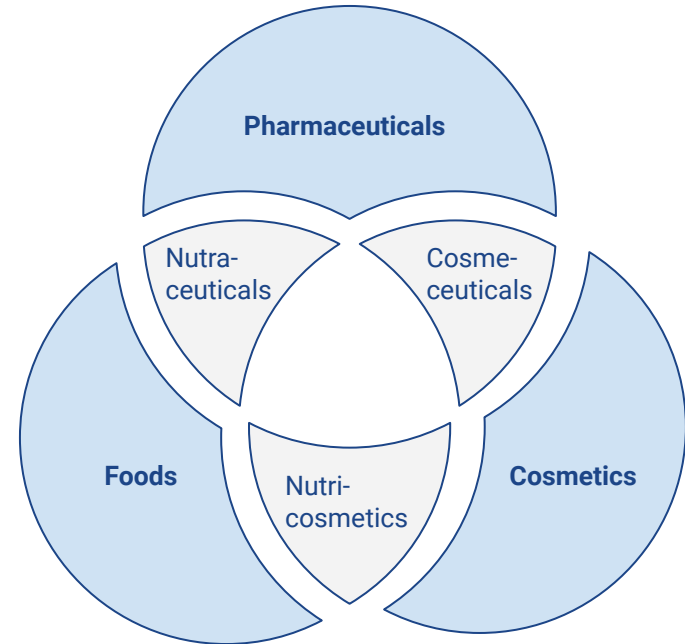 Pharmaceuticals
Nutra-
ceuticals
Cosme-
ceuticals
Foods
Nutri-
cosmetics
Cosmetics